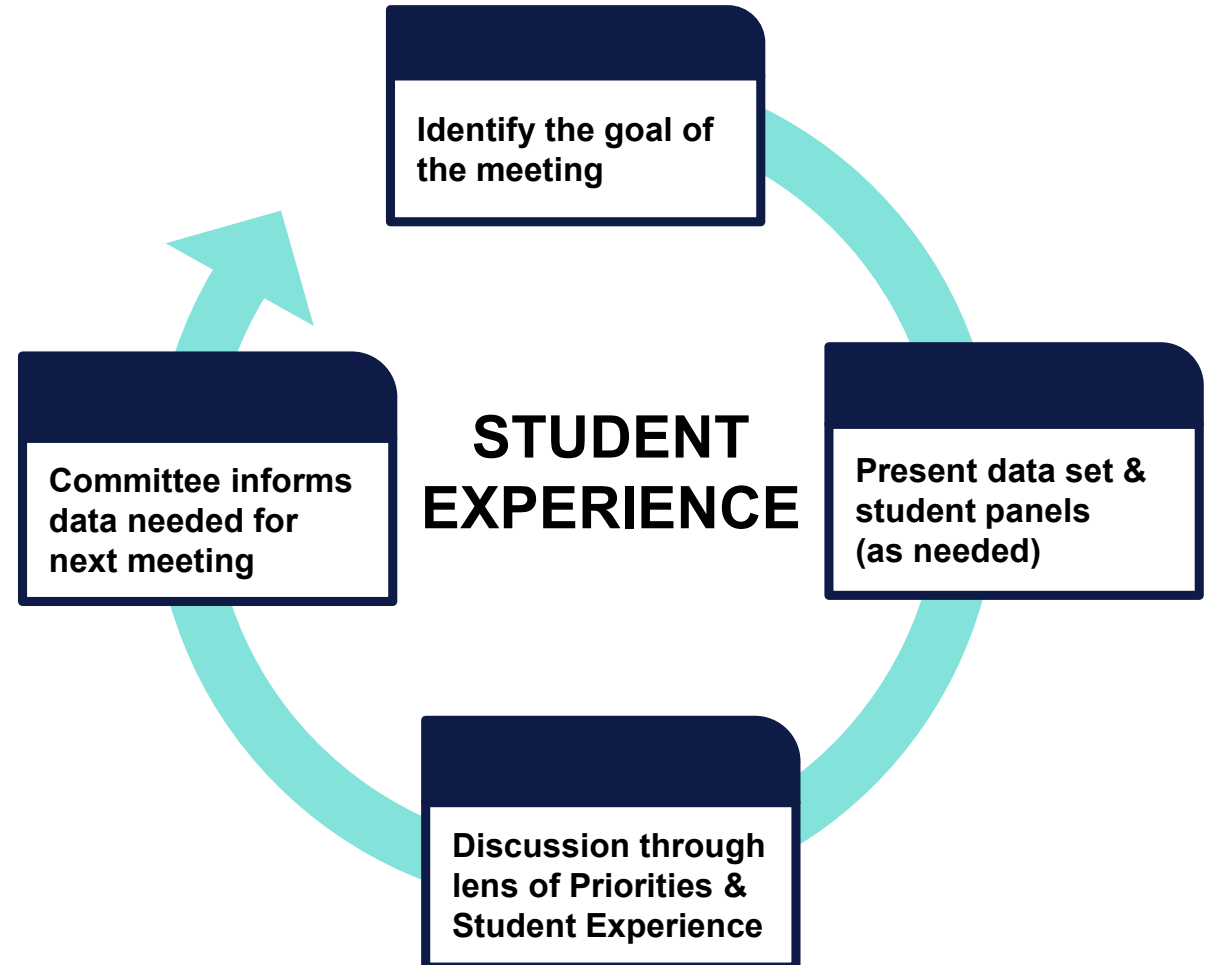 Identify the goal of
the meeting
STUDENT
EXPERIENCE
Present data set &
student panels
(as needed)
Committee informs
data needed for
next meeting
Discussion through
lens of Priorities &
Student Experience